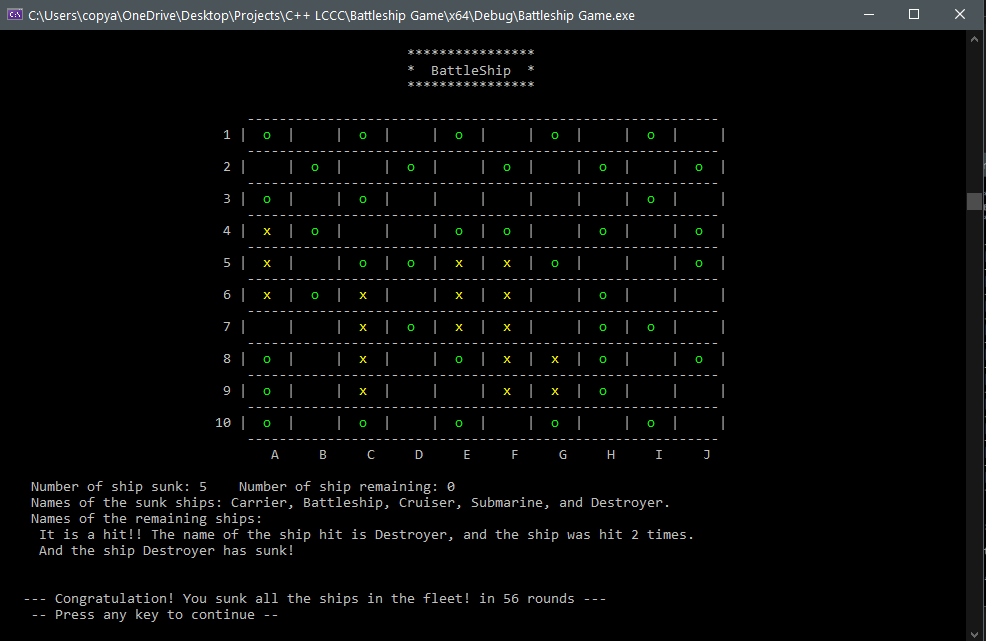 C:\Users\copya\OneDrive\Desktop\Projects\C++ LCCC\Battleship Game\x64\Debug\Battleship Game.exe
****************
*  BattleShip  *
****************
-----------------------------------------------------------
1 |  o  |     |  o  |     |  o  |     |  o  |     |  o  |     |
-----------------------------------------------------------
2 |     |  o  |     |  o  |     |  o  |     |  o  |     |  o  |
-----------------------------------------------------------
3 |  o  |     |  o  |     |     |     |     |     |  o  |     |
-----------------------------------------------------------
4 |  x  |  o  |     |     |  o  |  o  |     |  o  |     |  o  |
-----------------------------------------------------------
5 |  x  |     |  o  |  o  |  x  |  x  |  o  |     |     |  o  |
-----------------------------------------------------------
6 |  x  |  o  |  x  |     |  x  |  x  |     |  o  |     |     |
-----------------------------------------------------------
7 |     |     |  x  |  o  |  x  |  x  |     |  o  |  o  |     |
-----------------------------------------------------------
8 |  o  |     |  x  |     |  o  |  x  |  x  |  o  |     |  o  |
-----------------------------------------------------------
9 |  o  |     |  x  |     |     |  x  |  x  |  o  |     |     |
-----------------------------------------------------------
10 |  o  |     |  o  |     |  o  |     |  o  |     |  o  |     |
-----------------------------------------------------------
A     B     C     D     E     F     G     H     I     J
Number of ship sunk: 5    Number of ship remaining: 0
Names of the sunk ships: Carrier, Battleship, Cruiser, Submarine, and Destroyer.
Names of the remaining ships:
It is a hit!! The name of the ship hit is Destroyer, and the ship was hit 2 times.
And the ship Destroyer has sunk!
--- Congratulation! You sunk all the ships in the fleet! in 56 rounds ---
-- Press any key to continue --